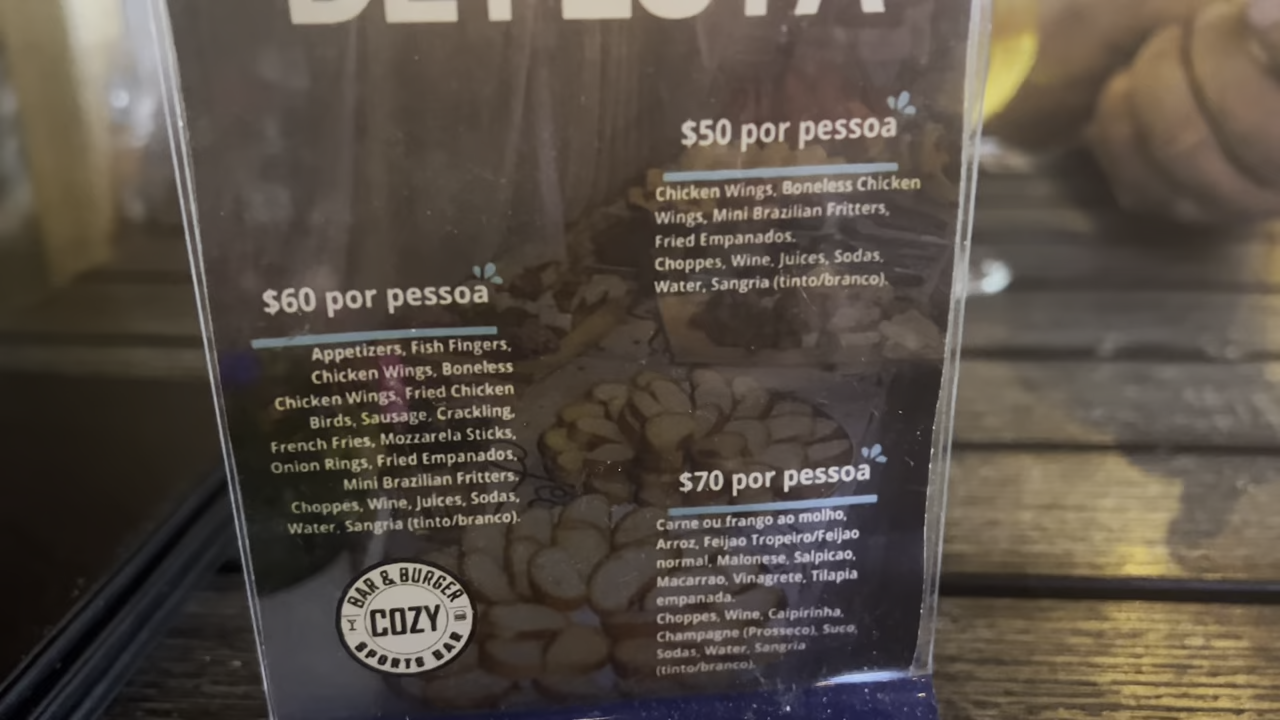 DE FESTA
$50 por pessoa
Chicken Wings, Boneless Chicken
Wings, Mini Brazilian Fritters,
Fried Empanados.
Choppes, Wine, Juices, Sodas,
Water, Sangria (tinto/branco).
$60 por pessoa
Appetizers, Fish Fingers,
Chicken Wings, Boneless
Chicken Wings, Fried Chicken
Birds, Sausage, Crackling,
French Fries, Mozzarela Sticks,
Onion Rings, Fried Empanados,
Mini Brazilian Fritters.
Choppes, Wine, Juices, Sodas,
Water, Sangria (tinto/branco).
$70 por pessoa
Carne ou frango ao molho,
Arroz, Feijao Tropeiro/Feijao
normal, Malonese, Salpicao,
Macarrao, Vinagrete, Tilapia
empanada.
Choppes, Wine, Caipirinha,
Champagne (Prosseco), Suco,
Sodas, Water, Sangria
(tinto/branco).
BAR & BURGER
COZY
SPORTS BAR